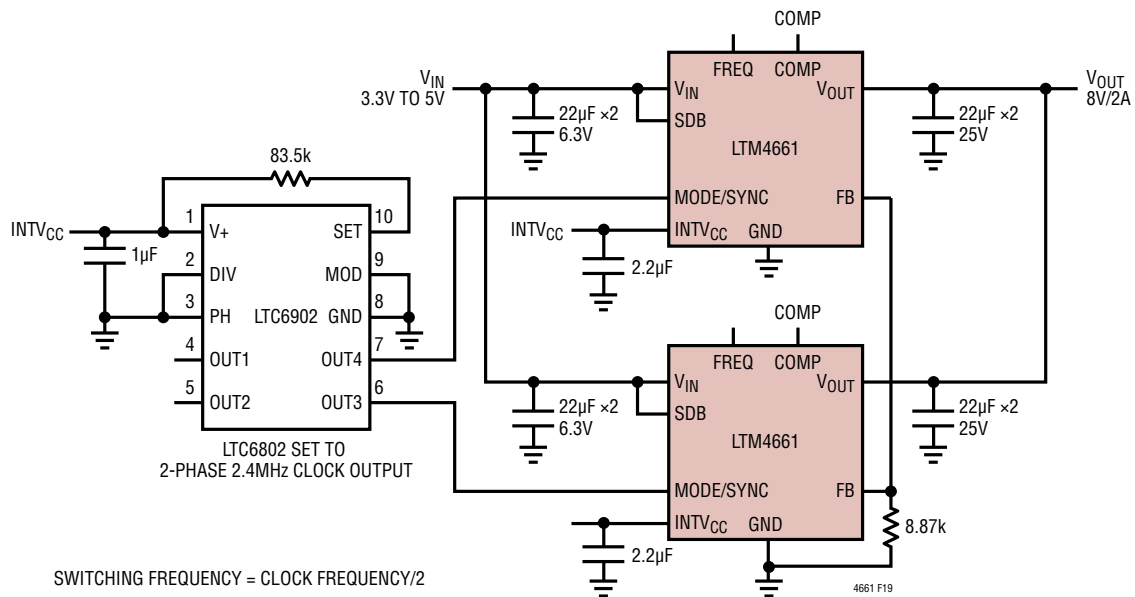 COMP
FREQ COMP
V_IN
3.3V TO 5V
V_IN
V_OUT
V_OUT
8V/2A
22µF ×2
6.3V
SDB
22µF ×2
25V
LTM4661
83.5k
MODE/SYNC
FB
INTV_CC
1
V+
10
SET
1µF
INTV_CC
INTV_CC
GND
2
DIV
9
MOD
2.2µF
3
PH
LTC6902
8
GND
COMP
4
OUT1
7
OUT4
FREQ COMP
5
OUT2
6
OUT3
V_IN
V_OUT
22µF ×2
6.3V
SDB
22µF ×2
25V
LTM4661
LTC6802 SET TO
2-PHASE 2.4MHz CLOCK OUTPUT
MODE/SYNC
FB
INTV_CC
GND
8.87k
2.2µF
SWITCHING FREQUENCY = CLOCK FREQUENCY/2
4661 F19